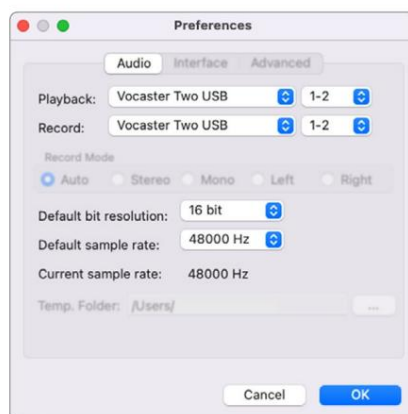 Preferences
Audio Interface Advanced
Playback: Vocaster Two USB 1-2
Record: Vocaster Two USB 1-2
Record Mode
Auto Stereo Mono Left Right
Default bit resolution: 16 bit
Default sample rate: 48000 Hz
Current sample rate: 48000 Hz
Temp. Folder: /Users/ ...
Cancel OK